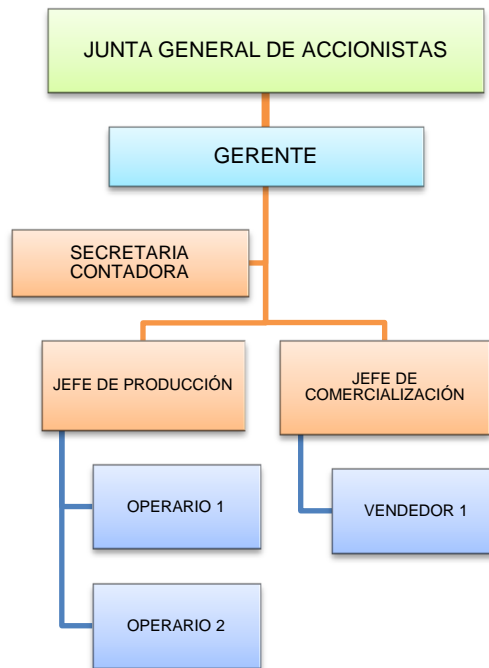 JUNTA GENERAL DE ACCIONISTAS
GERENTE
SECRETARIA
CONTADORA
JEFE DE PRODUCCIÓN
JEFE DE
COMERCIALIZACIÓN
OPERARIO 1
VENDEDOR 1
OPERARIO 2